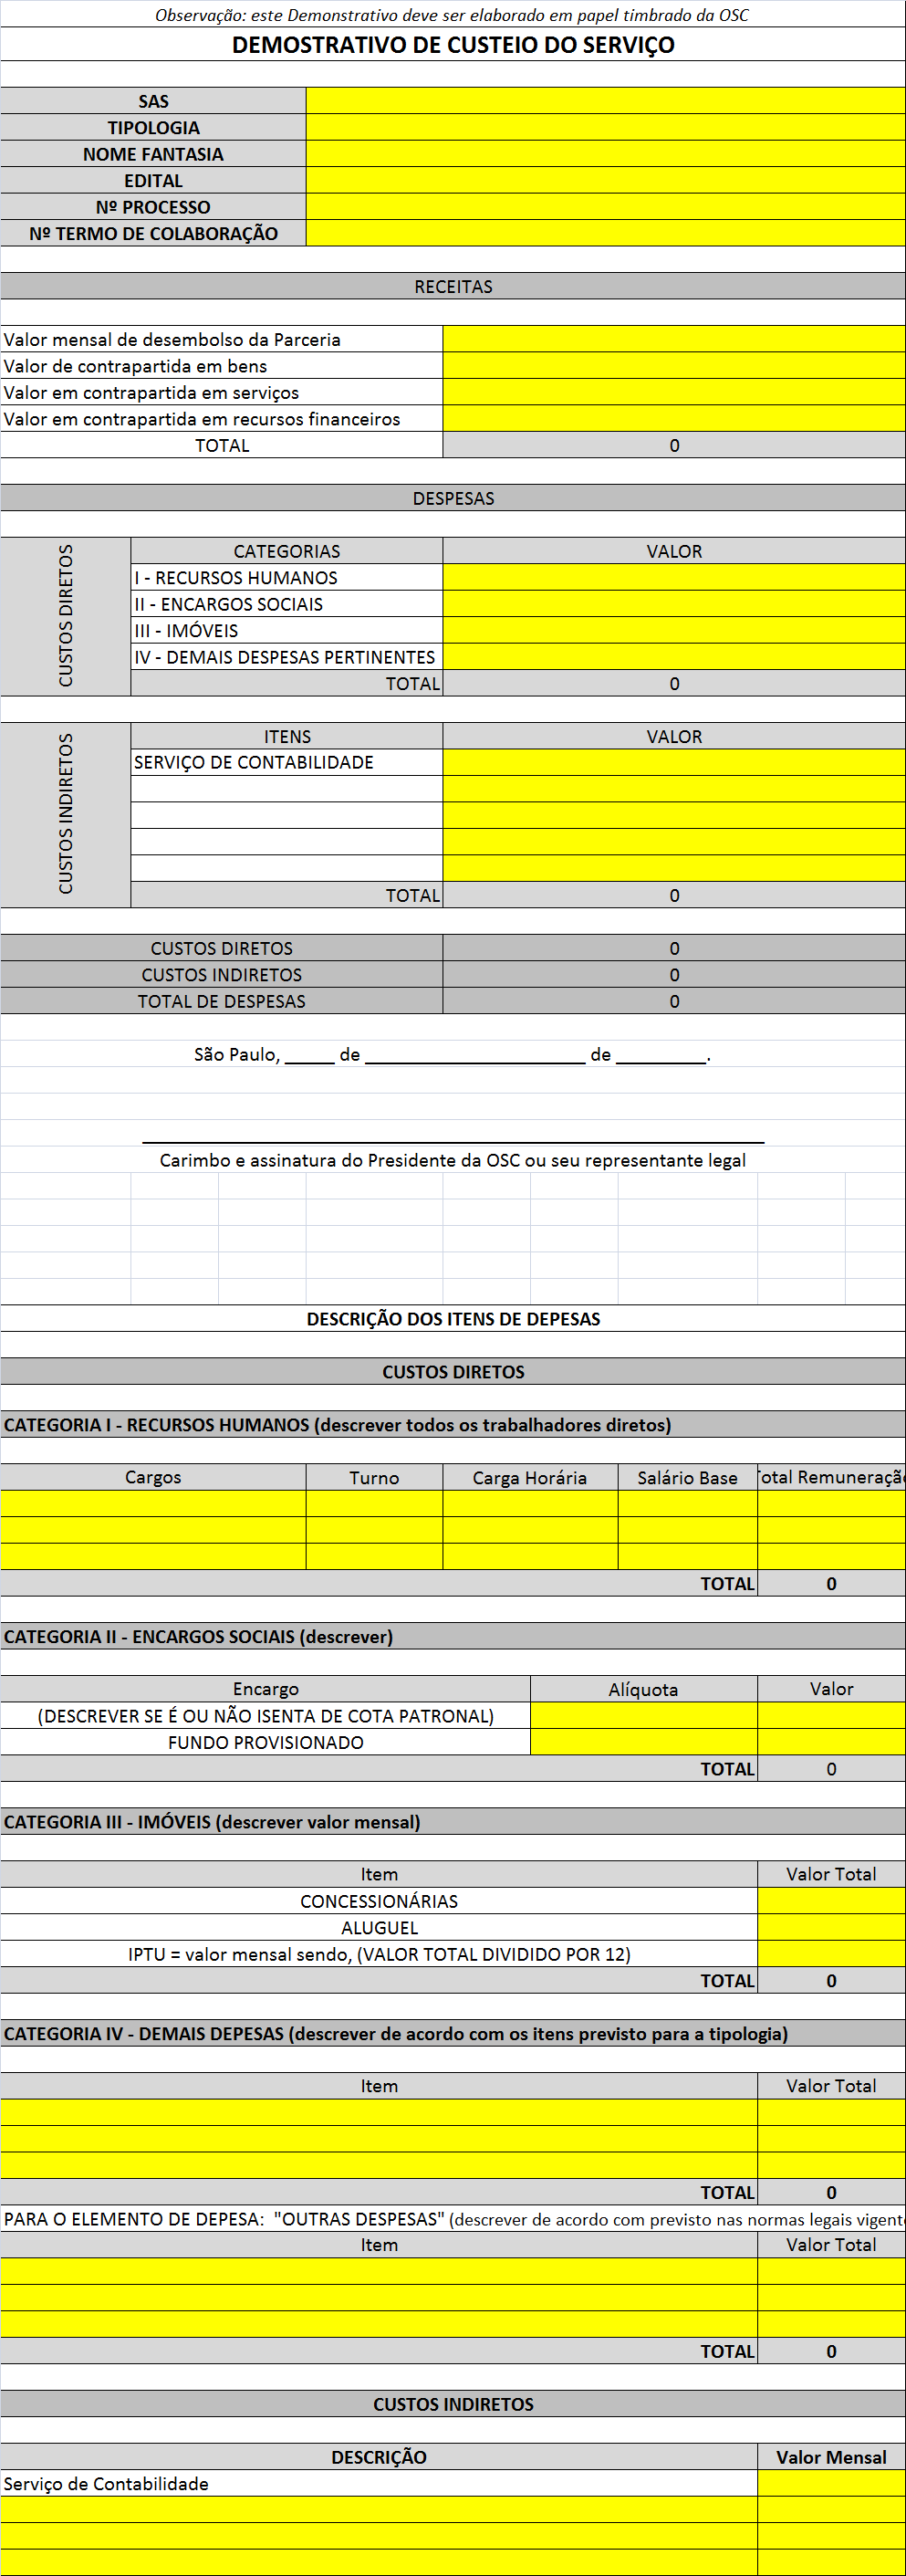 Observação: este Demonstrativo deve ser elaborado em papel timbrado da OSC
DEMOSTRATIVO DE CUSTEIO DO SERVIÇO
SAS
TIPOLOGIA
NOME FANTASIA
EDITAL
Nº PROCESSO
Nº TERMO DE COLABORAÇÃO
RECEITAS
Valor mensal de desembolso da Parceria
Valor de contrapartida em bens
Valor em contrapartida em serviços
Valor em contrapartida em recursos financeiros
TOTAL 0
DESPESAS
CUSTOS DIRETOS
CATEGORIAS VALOR
I - RECURSOS HUMANOS
II - ENCARGOS SOCIAIS
III - IMÓVEIS
IV - DEMAIS DESPESAS PERTINENTES
TOTAL 0
CUSTOS INDIRETOS
ITENS VALOR
SERVIÇO DE CONTABILIDADE
TOTAL 0
CUSTOS DIRETOS 0
CUSTOS INDIRETOS 0
TOTAL DE DESPESAS 0
São Paulo, _____ de ______________________ de _________.
Carimbo e assinatura do Presidente da OSC ou seu representante legal
DESCRIÇÃO DOS ITENS DE DEPESAS
CUSTOS DIRETOS
CATEGORIA I - RECURSOS HUMANOS (descrever todos os trabalhadores diretos)
Cargos Turno Carga Horária Salário Base Total Remuneração
TOTAL 0
CATEGORIA II - ENCARGOS SOCIAIS (descrever)
Encargo Alíquota Valor
(DESCREVER SE É OU NÃO ISENTA DE COTA PATRONAL)
FUNDO PROVISIONADO
TOTAL 0
CATEGORIA III - IMÓVEIS (descrever valor mensal)
Item Valor Total
CONCESSIONÁRIAS
ALUGUEL
IPTU = valor mensal sendo, (VALOR TOTAL DIVIDIDO POR 12)
TOTAL 0
CATEGORIA IV - DEMAIS DEPESAS (descrever de acordo com os itens previsto para a tipologia)
Item Valor Total
TOTAL 0
PARA O ELEMENTO DE DEPESA: "OUTRAS DESPESAS" (descrever de acordo com previsto nas normas legais vigent
Item Valor Total
TOTAL 0
CUSTOS INDIRETOS
DESCRIÇÃO Valor Mensal
Serviço de Contabilidade